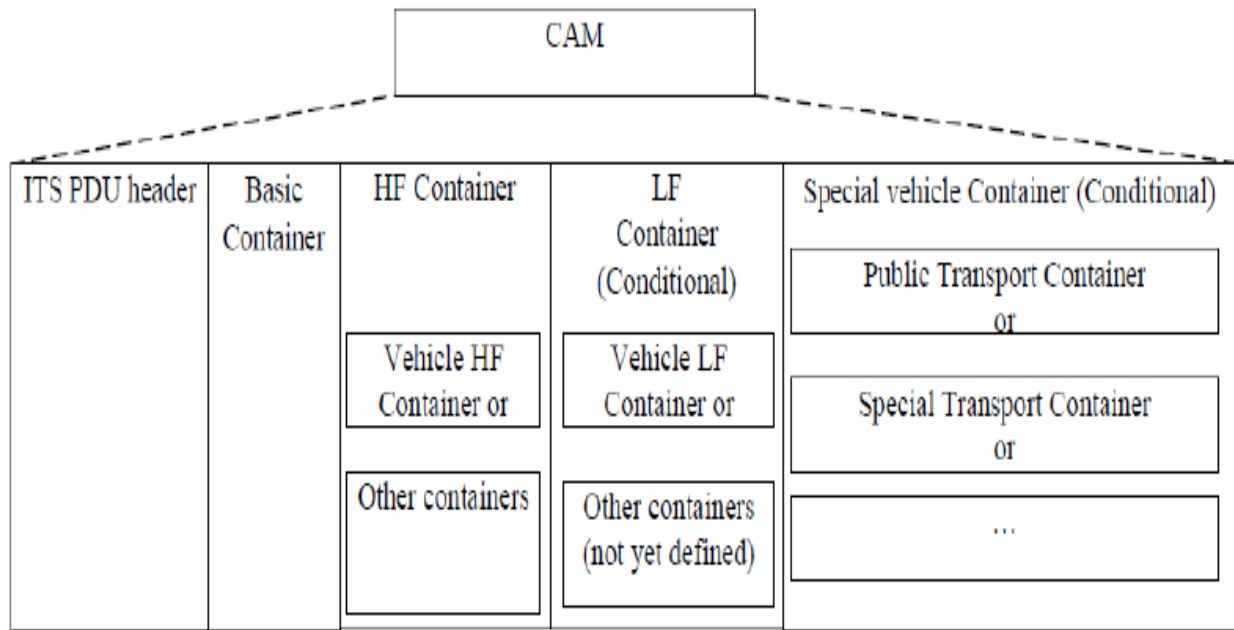 CAM
ITS PDU header
Basic
Container
HF Container
Vehicle HF
Container or
Other containers
LF
Container
(Conditional)
Vehicle LF
Container or
Other containers
(not yet defined)
Special vehicle Container (Conditional)
Public Transport Container
or
Special Transport Container
or
...